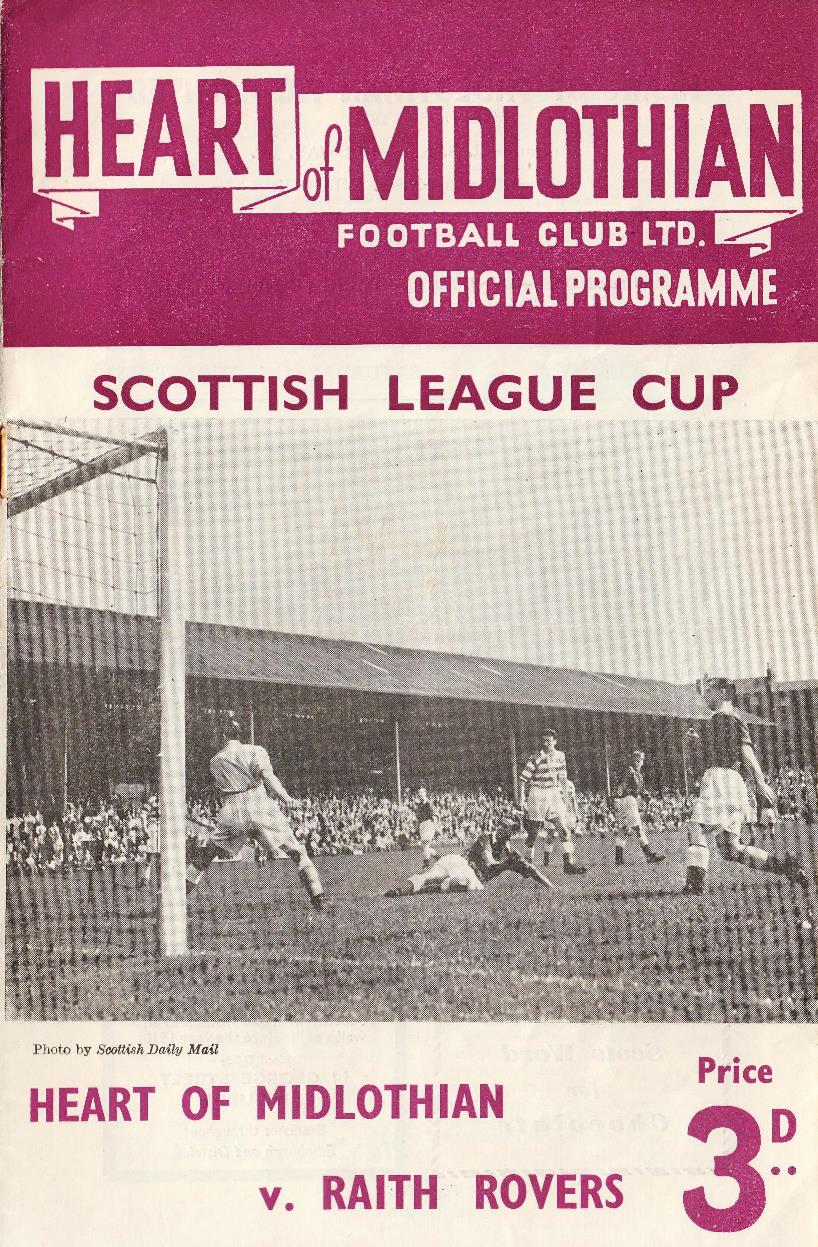 HEART
of MIDLOTHIAN
FOOTBALL CLUB LTD.
OFFICIAL PROGRAMME
SCOTTISH LEAGUE CUP
Photo by Scottish Daily Mail
HEART OF MIDLOTHIAN
v. RAITH ROVERS
Price
3D